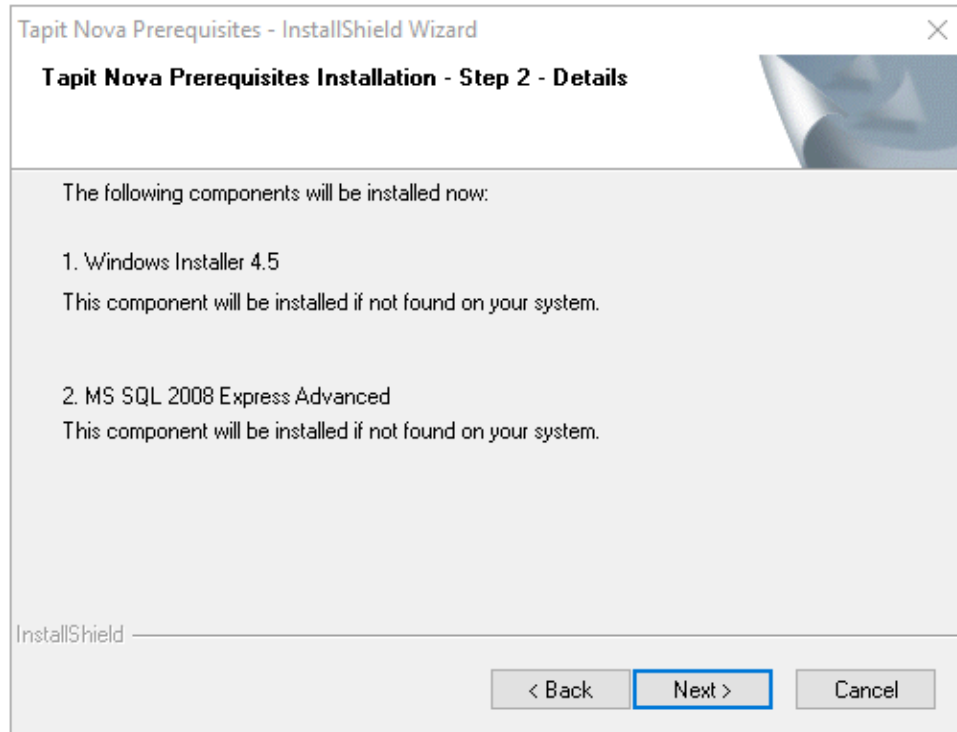 Tapit Nova Prerequisites - InstallShield Wizard
Tapit Nova Prerequisites Installation - Step 2 - Details
The following components will be installed now:
1. Windows Installer 4.5
This component will be installed if not found on your system.
2. MS SQL 2008 Express Advanced
This component will be installed if not found on your system.
InstallShield
< Back
Next >
Cancel